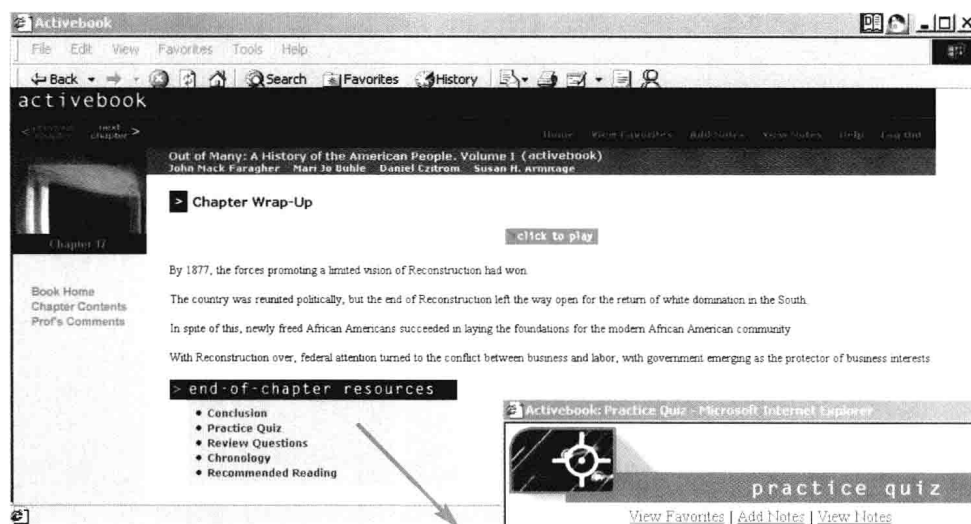 Activebook
File Edit View Favorites Tools Help
Back Search Favorites History
activebook
next
chapter >
Home View Favorites Add Notes View Notes Help Log Out
Out of Many: A History of the American People. Volume I (activebook)
John Mack Faragher Mari Jo Buhle Daniel Czitrom Susan H. Armitage
> Chapter Wrap-Up
click to play
Chapter 17
By 1877, the forces promoting a limited vision of Reconstruction had won
Book Home
Chapter Contents
Prof's Comments
The country was reunited politically, but the end of Reconstruction left the way open for the return of white domination in the South
In spite of this, newly freed African Americans succeeded in laying the foundations for the modern African American community
With Reconstruction over, federal attention turned to the conflict between business and labor, with government emerging as the protector of business interests
> end-of-chapter resources
• Conclusion
• Practice Quiz
• Review Questions
• Chronology
• Recommended Reading
Activebook: Practice Quiz - Microsoft Internet Explorer
practice quiz
View Favorites | Add Notes | View Notes